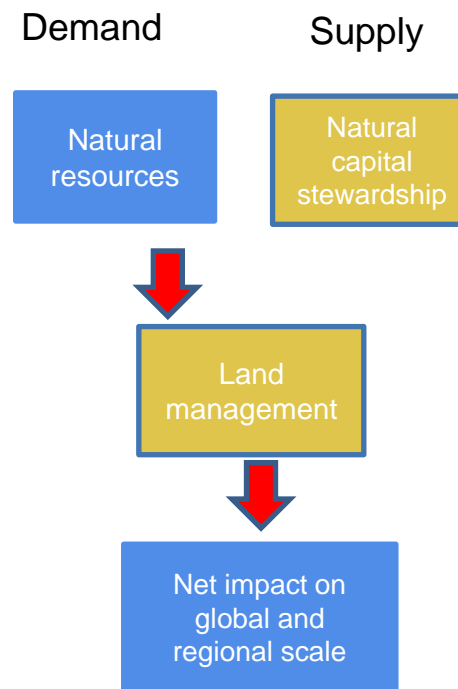 Demand
Supply
Natural
resources
Natural
capital
stewardship
Land
management
Net impact on
global and
regional scale